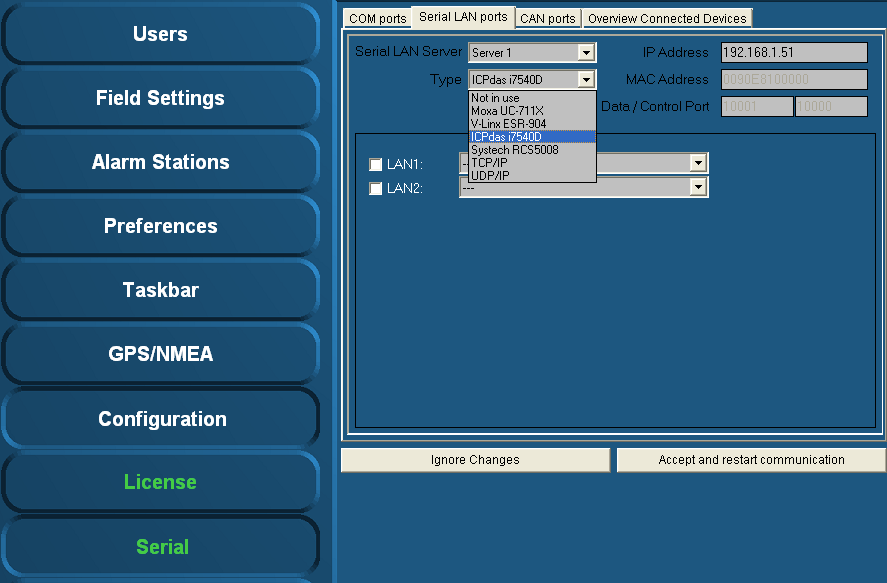 Users
Field Settings
Alarm Stations
Preferences
Taskbar
GPS/NMEA
Configuration
License
Serial
COM ports Serial LAN ports CAN ports Overview Connected Devices
Serial LAN Server Server 1 IP Address 192.168.1.51
Type ICPdas i7540D MAC Address 0090E8100000
Data / Control Port 10001 10000
Not in use
Moxa UC-711X
V-Linx ESR-904
ICPdas i7540D
Systech RCS5008
TCP/IP
UDP/IP
LAN1: --
LAN2: ---
Ignore Changes Accept and restart communication